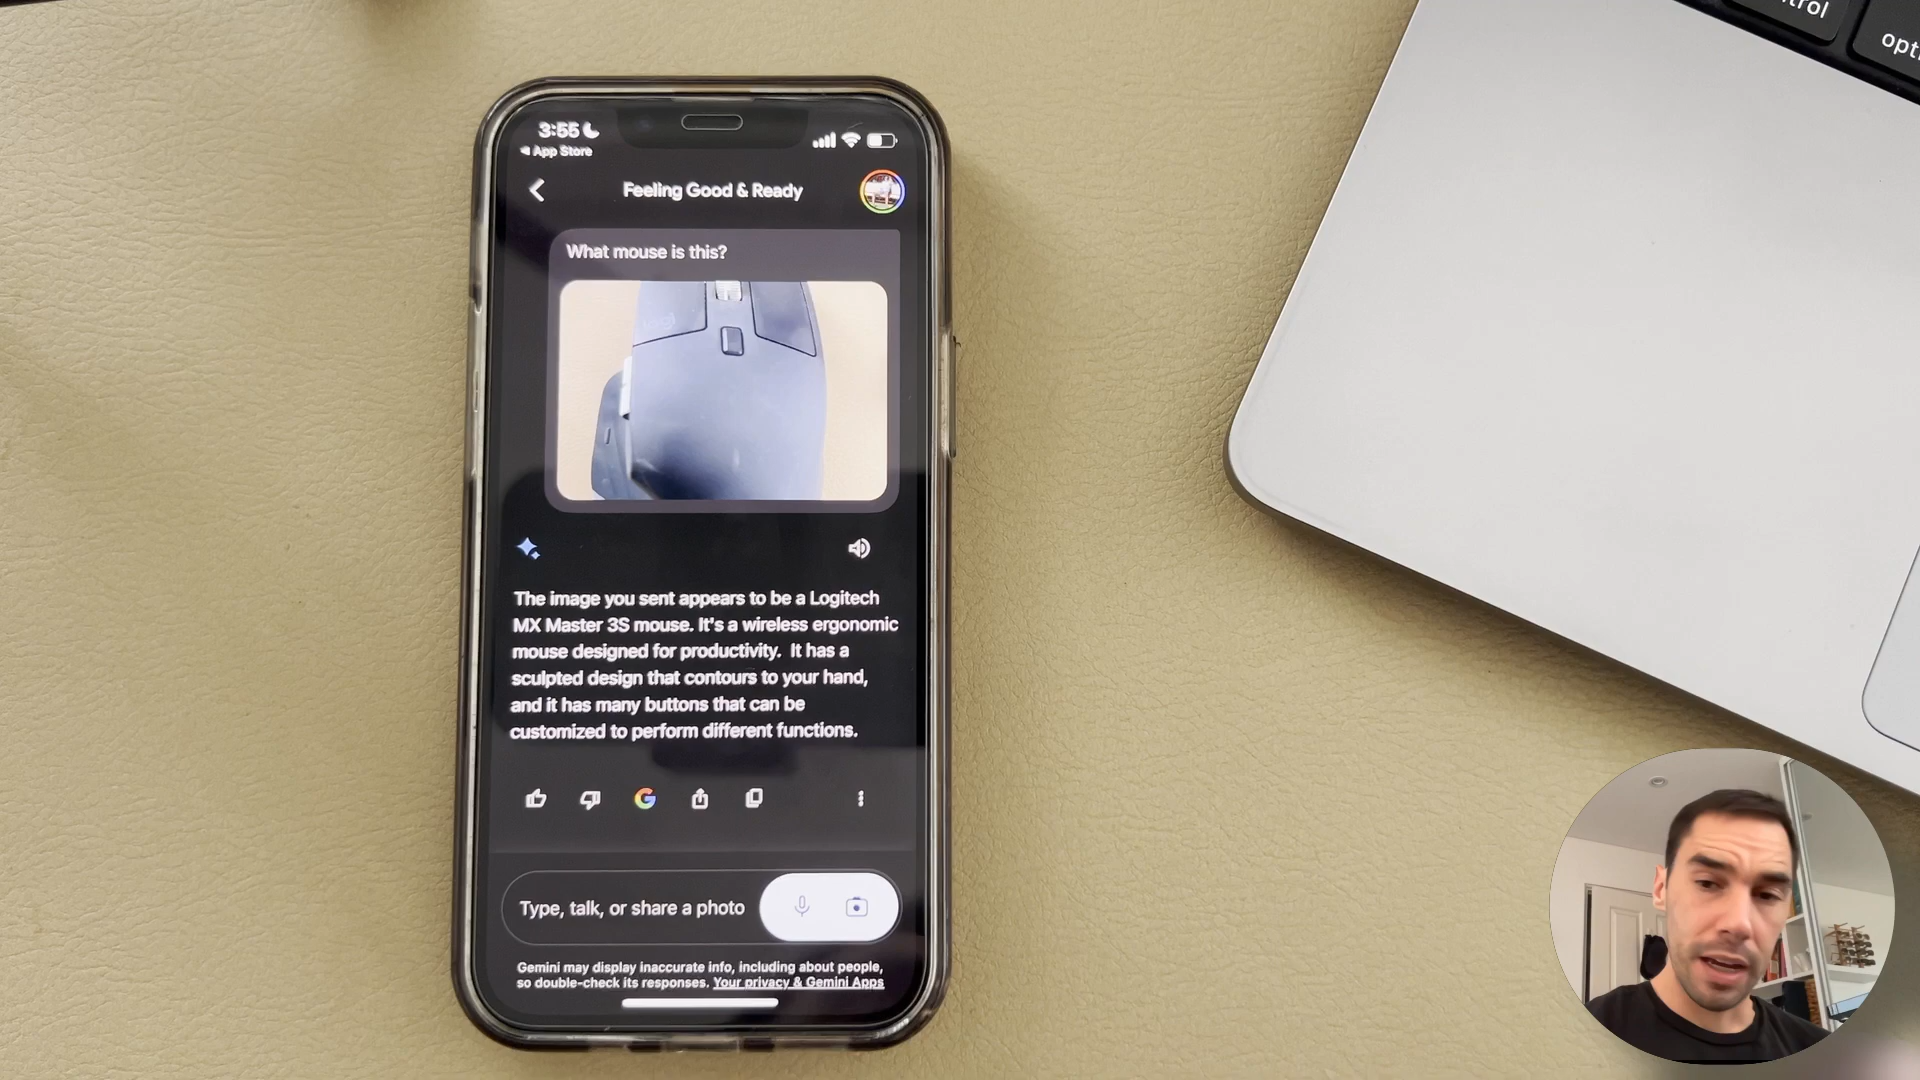 3:55
App Store
Feeling Good & Ready
What mouse is this?
logi
The image you sent appears to be a Logitech
MX Master 3S mouse. It's a wireless ergonomic
mouse designed for productivity. It has a
sculpted design that contours to your hand,
and it has many buttons that can be
customized to perform different functions.
G
Type, talk, or share a photo
Gemini may display inaccurate info, including about people,
so double-check its responses. Your privacy & Gemini Apps